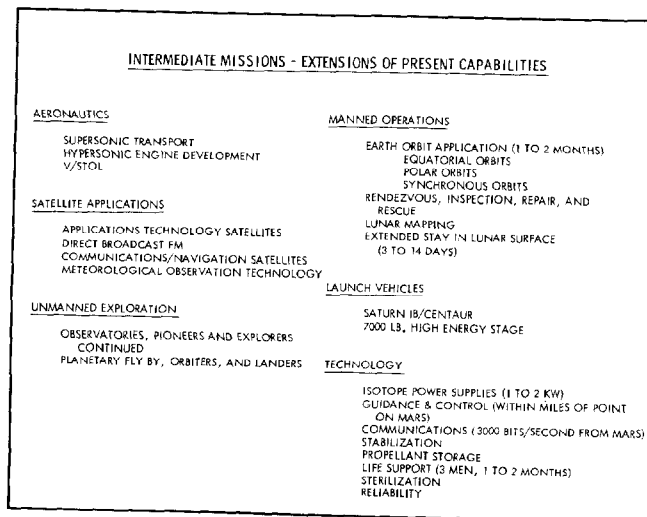 INTERMEDIATE MISSIONS - EXTENSIONS OF PRESENT CAPABILITIES
AERONAUTICS
SUPERSONIC TRANSPORT
HYPERSONIC ENGINE DEVELOPMENT
V/STOL
SATELLITE APPLICATIONS
APPLICATIONS TECHNOLOGY SATELLITES
DIRECT BROADCAST FM
COMMUNICATIONS/NAVIGATION SATELLITES
METEOROLOGICAL OBSERVATION TECHNOLOGY
UNMANNED EXPLORATION
OBSERVATORIES, PIONEERS AND EXPLORERS
CONTINUED
PLANETARY FLY BY, ORBITERS, AND LANDERS
MANNED OPERATIONS
EARTH ORBIT APPLICATION (1 TO 2 MONTHS)
EQUATORIAL ORBITS
POLAR ORBITS
SYNCHRONOUS ORBITS
RENDEZVOUS, INSPECTION, REPAIR, AND
RESCUE
LUNAR MAPPING
EXTENDED STAY IN LUNAR SURFACE
(3 TO 14 DAYS)
LAUNCH VEHICLES
SATURN IB/CENTAUR
7000 LB. HIGH ENERGY STAGE
TECHNOLOGY
ISOTOPE POWER SUPPLIES (1 TO 2 KW)
GUIDANCE & CONTROL (WITHIN MILES OF POINT
ON MARS)
COMMUNICATIONS (3000 BITS/SECOND FROM MARS)
STABILIZATION
PROPELLANT STORAGE
LIFE SUPPORT (3 MEN, 1 TO 2 MONTHS)
STERILIZATION
RELIABILITY